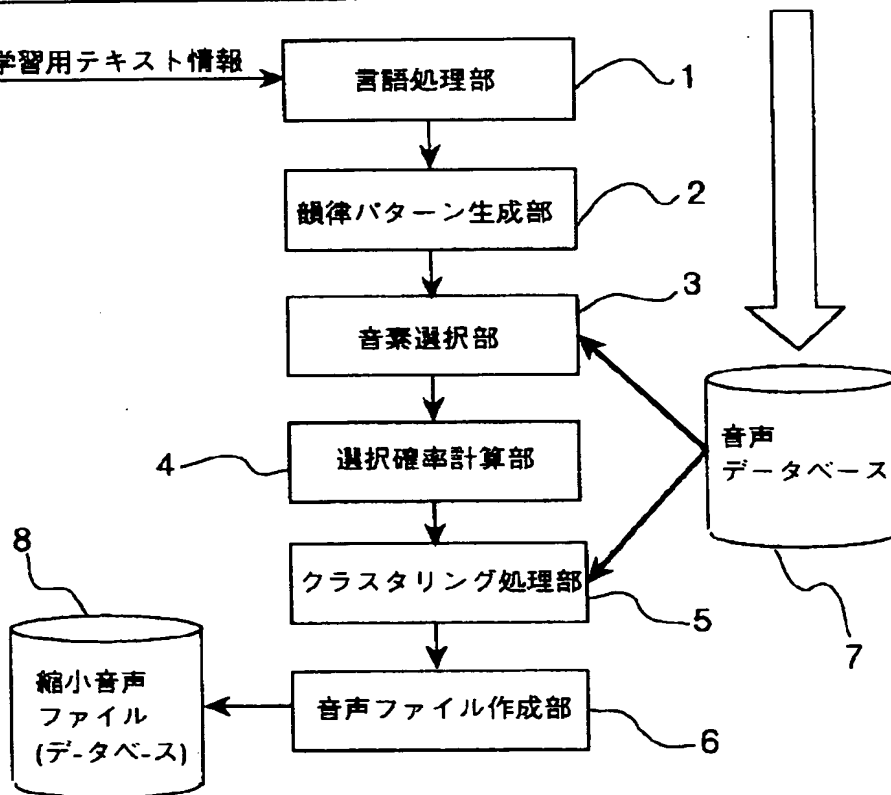 学習用テキスト情報
言語処理部
1
韻律パターン生成部
2
音素選択部
3
選択確率計算部
4
音声
データベース
7
クラスタリング処理部
5
8
縮小音声
ファイル
(デ-タベ-ス)
音声ファイル作成部
6